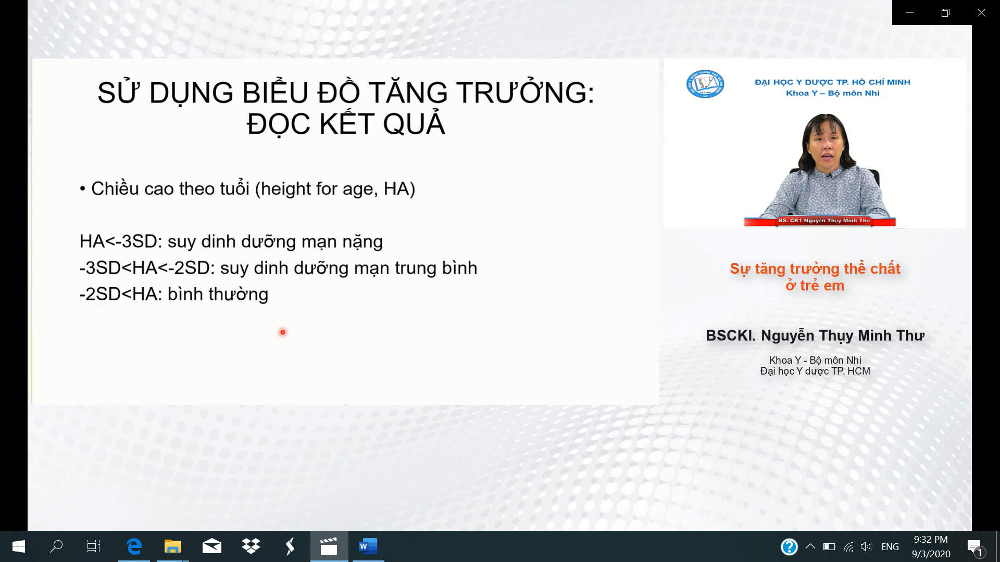 SỬ DỤNG BIỂU ĐỒ TĂNG TRƯỞNG:
ĐỌC KẾT QUẢ
• Chiều cao theo tuổi (height for age, HA)
HA<-3SD: suy dinh dưỡng mạn nặng
-3SD<HA<-2SD: suy dinh dưỡng mạn trung bình
-2SD<HA: bình thường
ĐẠI HỌC Y DƯỢC TP. HỒ CHÍ MINH
Khoa Y – Bộ môn Nhi
BS. CK1 Nguyễn Thụy Minh Thư
Sự tăng trưởng thể chất
ở trẻ em
BSCKI. Nguyễn Thụy Minh Thư
Khoa Y - Bộ môn Nhi
Đại học Y dược TP. HCM
W
ENG
9:32 PM
9/3/2020
1